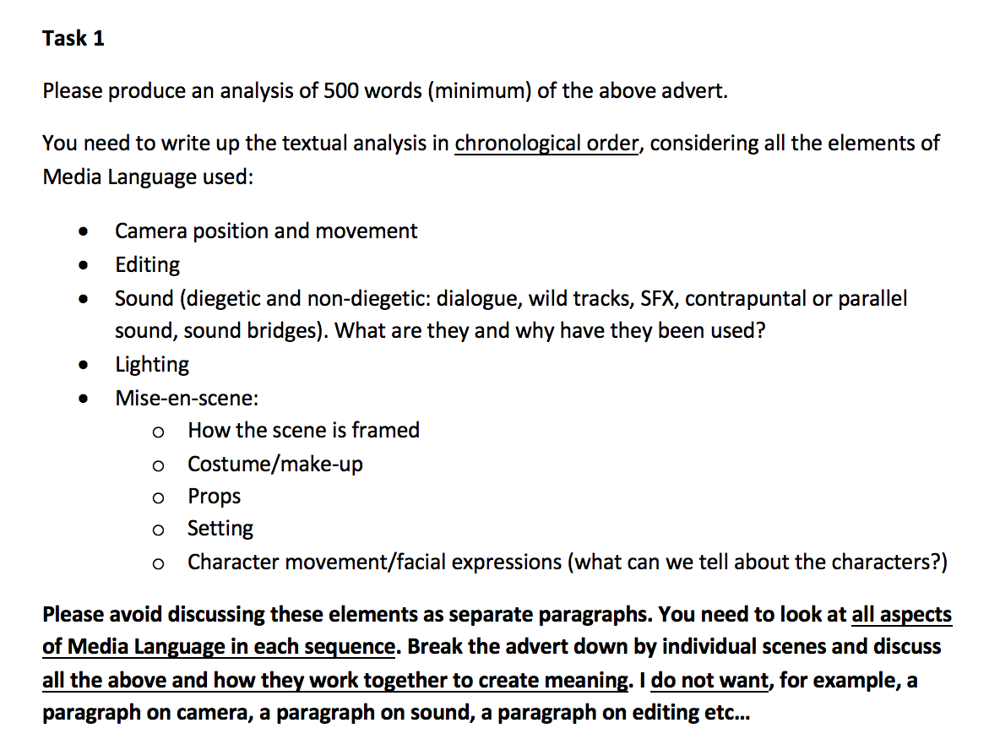 Task 1
Please produce an analysis of 500 words (minimum) of the above advert.
You need to write up the textual analysis in chronological order, considering all the elements of
Media Language used:
• Camera position and movement
• Editing
• Sound (diegetic and non-diegetic: dialogue, wild tracks, SFX, contrapuntal or parallel
sound, sound bridges). What are they and why have they been used?
• Lighting
• Mise-en-scene:
o How the scene is framed
o Costume/make-up
o Props
o Setting
o Character movement/facial expressions (what can we tell about the characters?)
Please avoid discussing these elements as separate paragraphs. You need to look at all aspects
of Media Language in each sequence. Break the advert down by individual scenes and discuss
all the above and how they work together to create meaning. I do not want, for example, a
paragraph on camera, a paragraph on sound, a paragraph on editing etc...